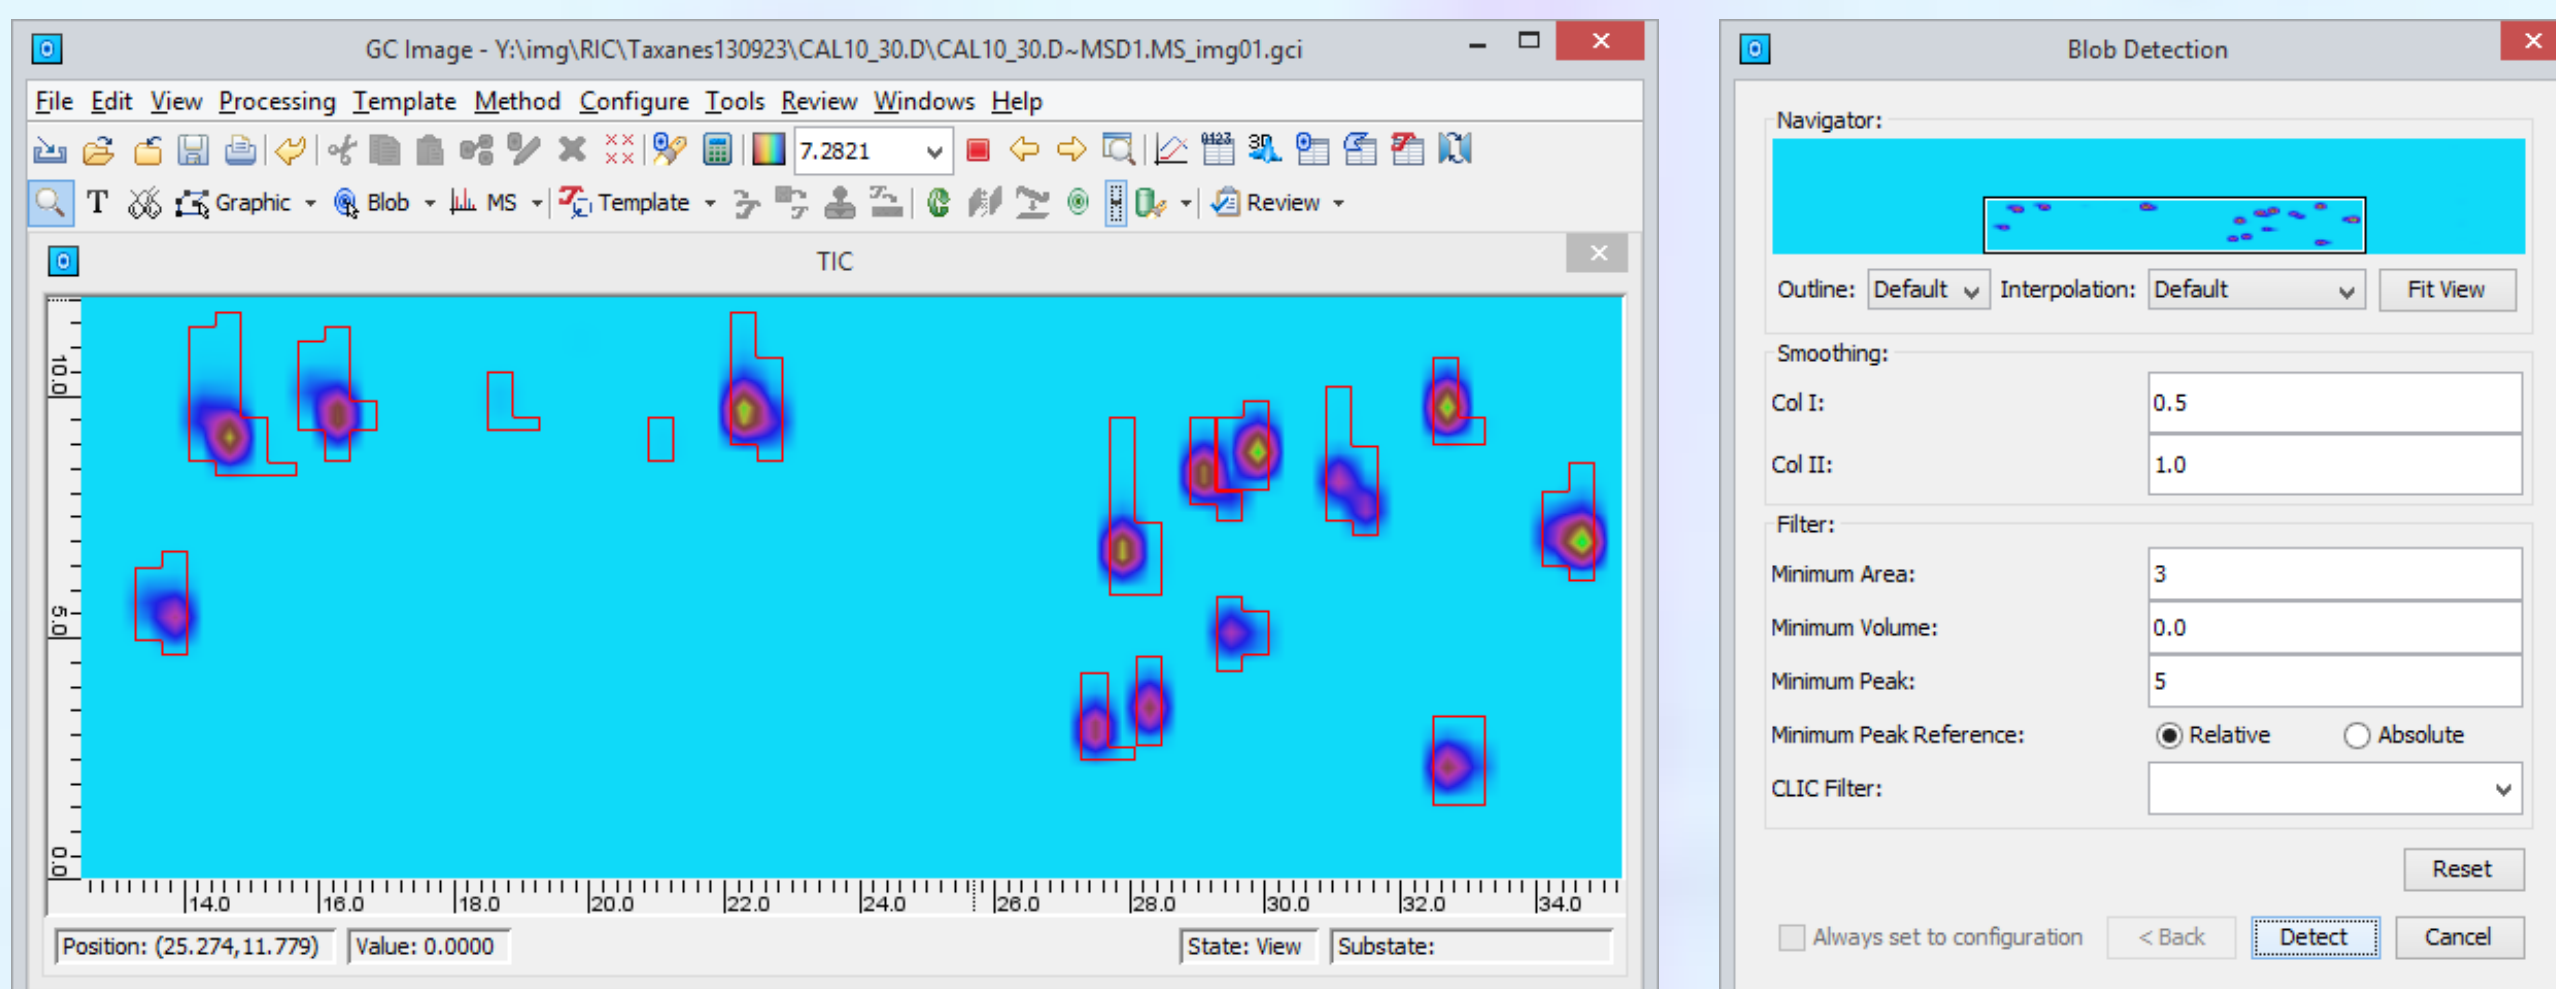 GC Image - Y:\img\RIC\Taxanes130923\CAL10_30.D\CAL10_30.D~MSD1.MS_img01.gci
File Edit View Processing Template Method Configure Tools Review Windows Help
7.2821
0123 3D
T Graphic Blob MS Template Review
TIC
10.0
5.0
0.0
14.0 16.0 18.0 20.0 22.0 24.0 26.0 28.0 30.0 32.0 34.0
Position: (25.274,11.779) Value: 0.0000 State: View Substate:
Blob Detection
Navigator:
Outline: Default Interpolation: Default Fit View
Smoothing:
Col I: 0.5
Col II: 1.0
Filter:
Minimum Area: 3
Minimum Volume: 0.0
Minimum Peak: 5
Minimum Peak Reference: Relative Absolute
CLIC Filter:
Reset
Always set to configuration < Back Detect Cancel